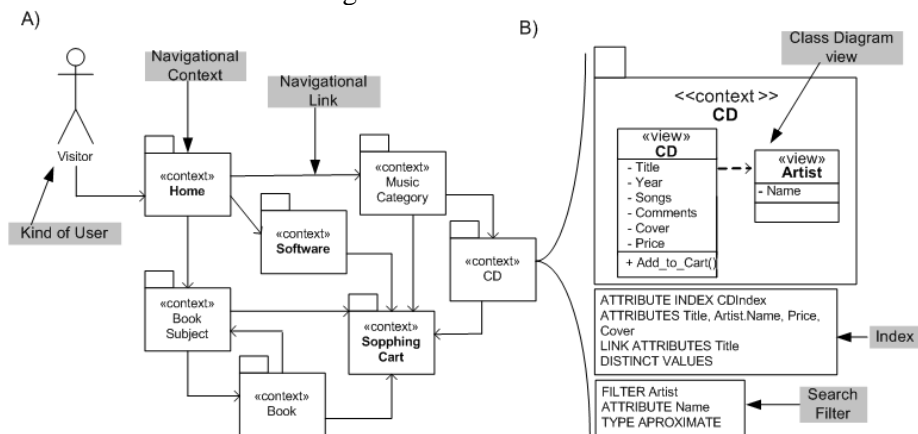 A)
Navigational
Context
Navigational
Link
Visitor
Kind of User
«context»
Home
«context»
Music
Category
«context»
Software
«context»
CD
«context»
Book
Subject
«context»
Sopphing
Cart
«context»
Book
B)
Class Diagram
view
<<context >>
CD
«view»
CD
- Title
- Year
- Songs
- Comments
- Cover
- Price
+ Add_to_Cart()
«view»
Artist
- Name
ATTRIBUTE INDEX CDIndex
ATTRIBUTES Title, Artist.Name, Price,
Cover
LINK ATTRIBUTES Title
DISTINCT VALUES
Index
FILTER Artist
ATTRIBUTE Name
TYPE APROXIMATE
Search
Filter